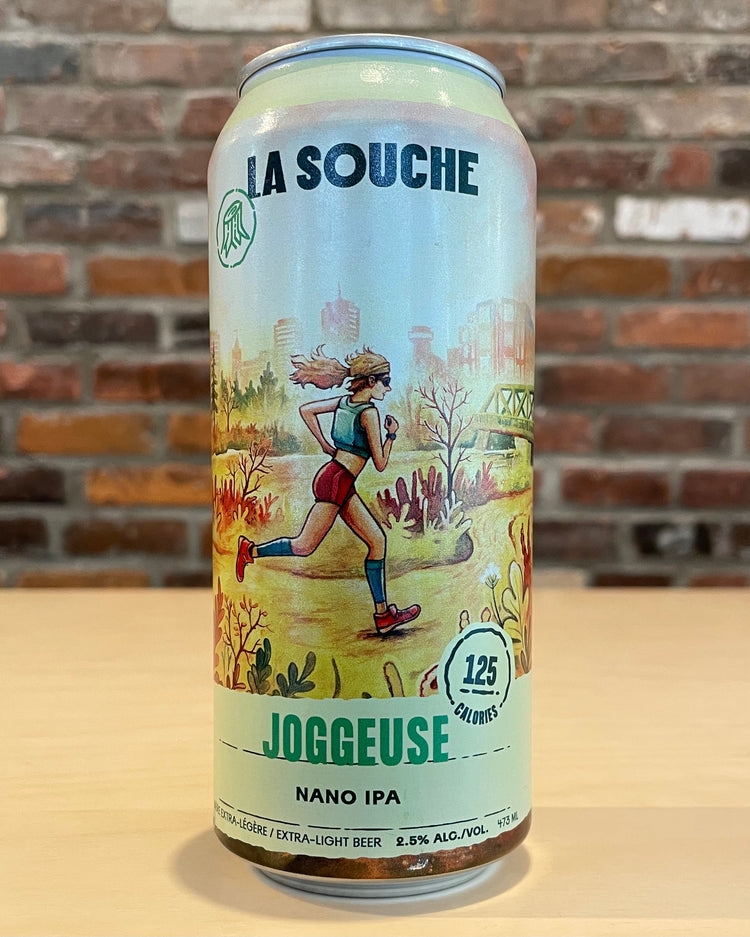 LA SOUCHE
125
CALORIES
JOGGEUSE
NANO IPA
EXTRA-LÉGÈRE / EXTRA-LIGHT BEER 2.5% ALC./VOL. 473 ML